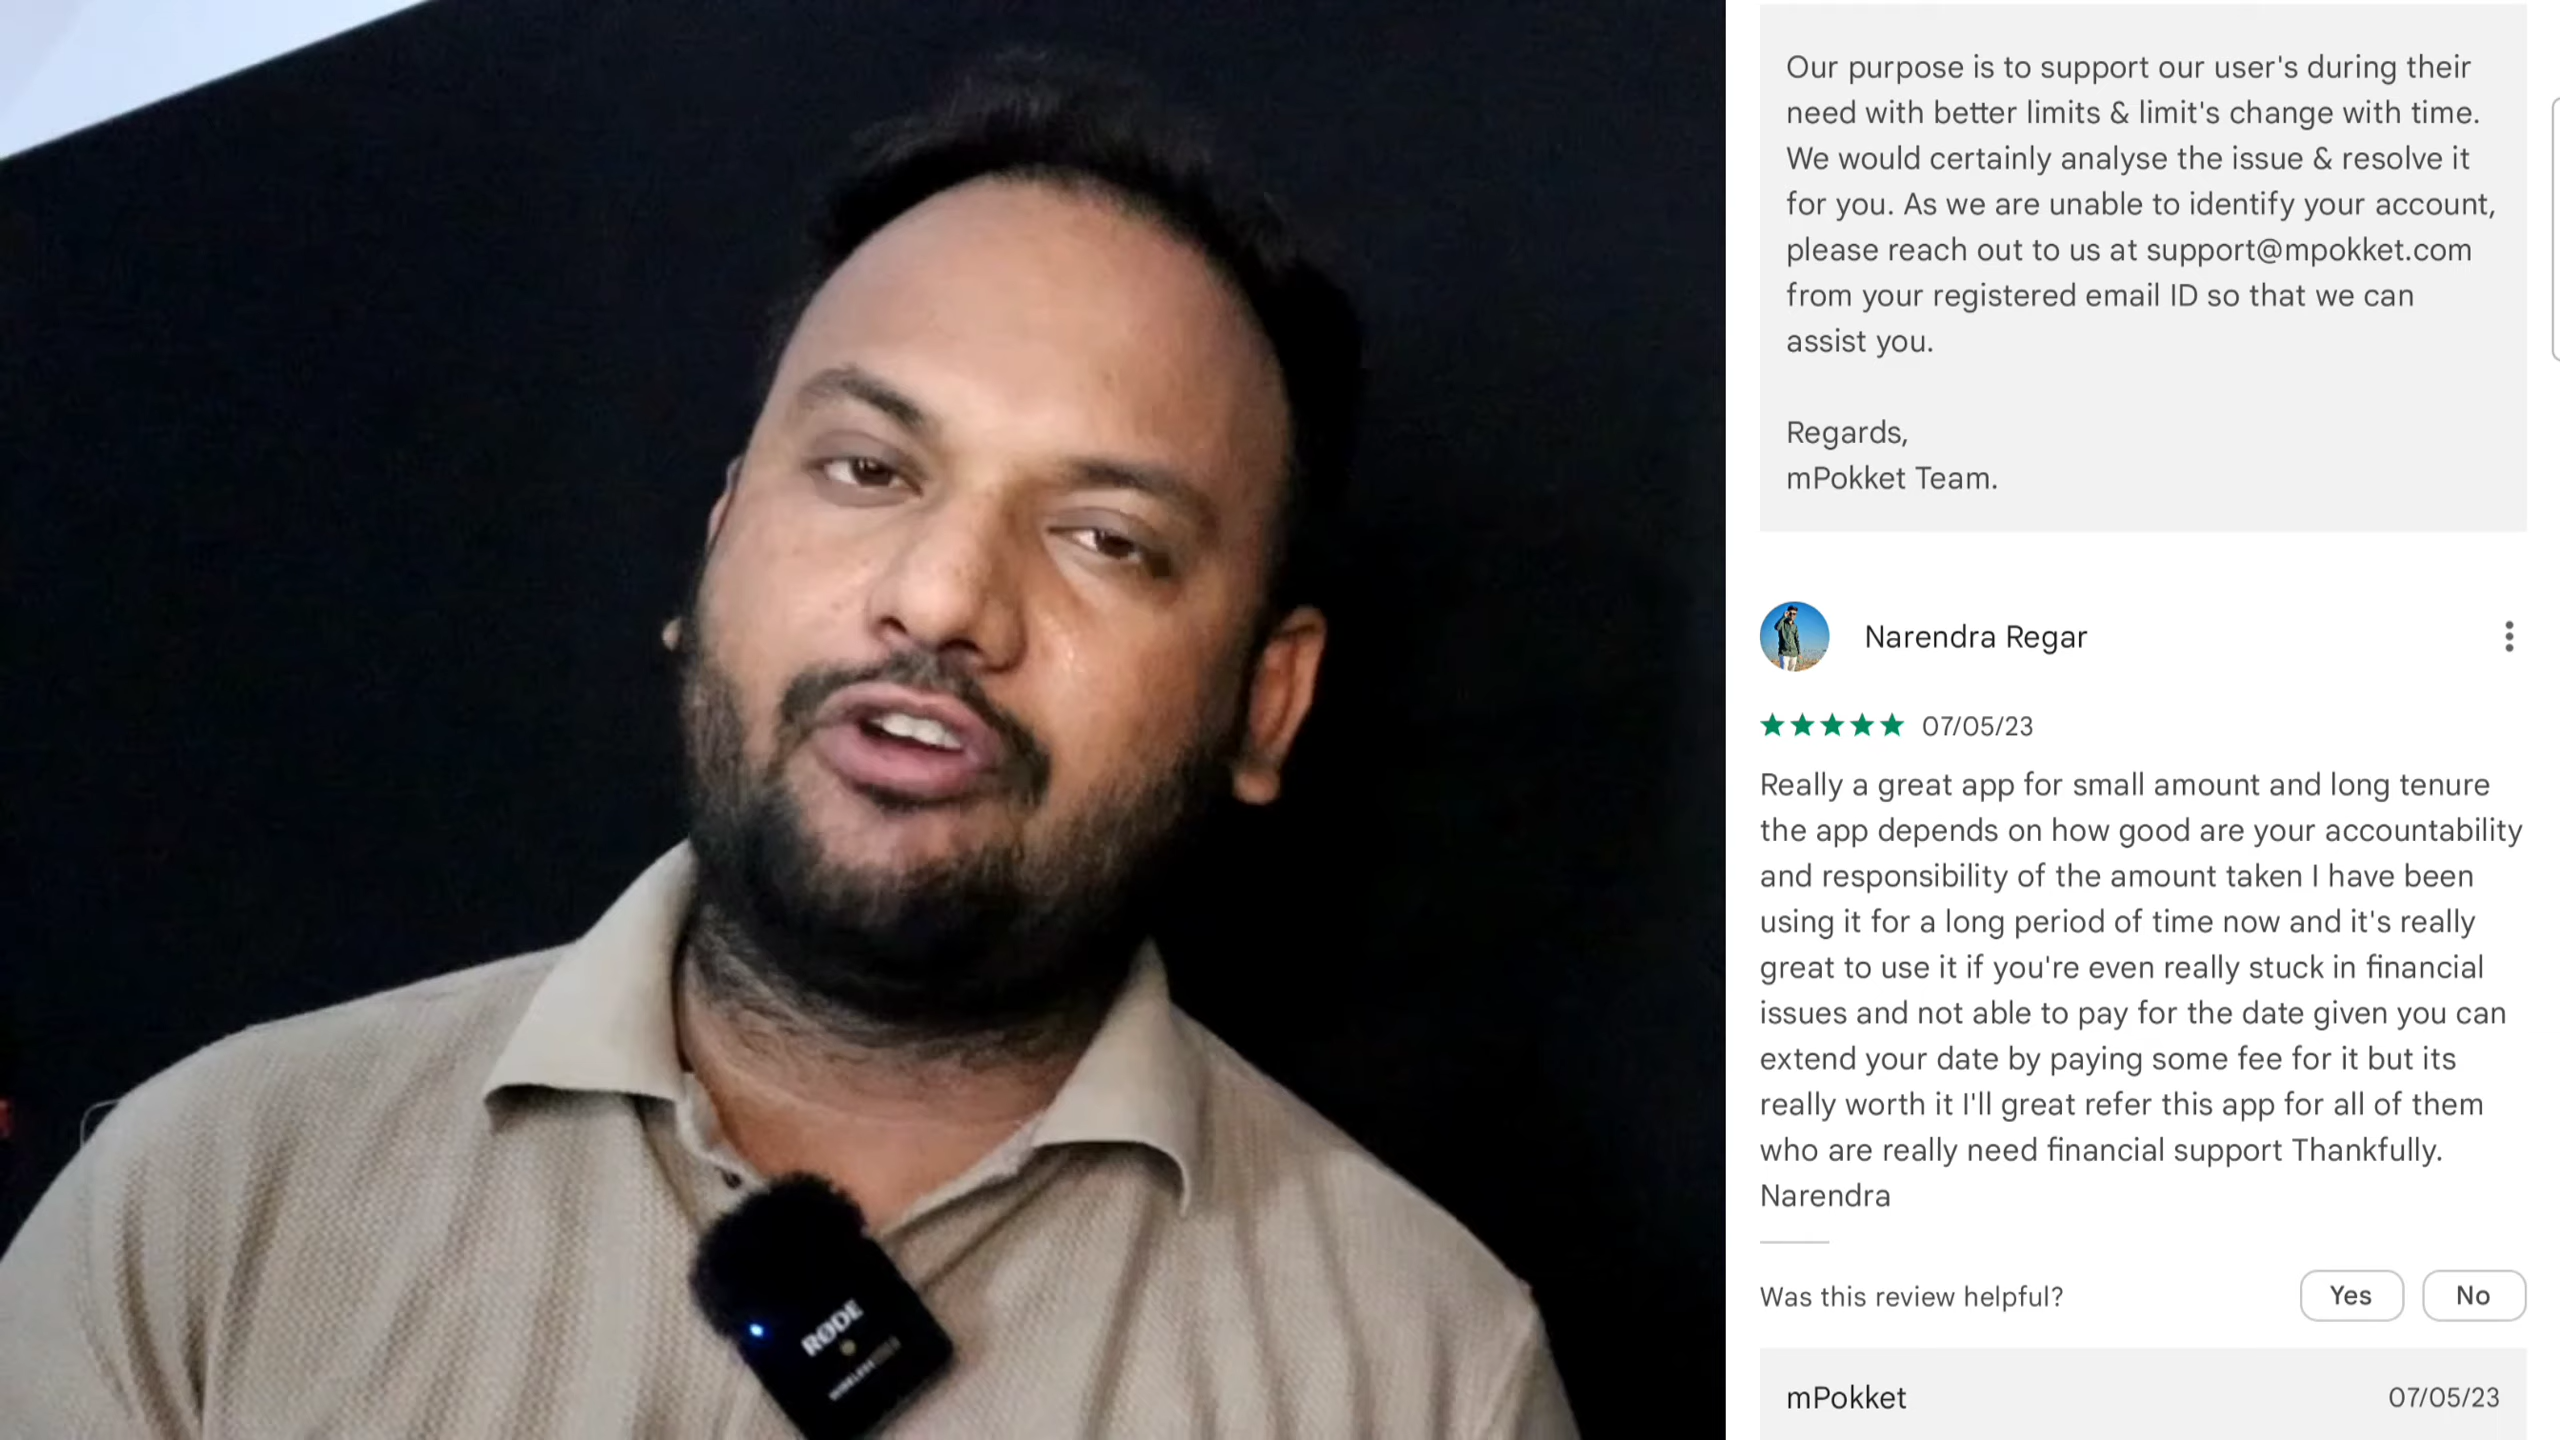 Our purpose is to support our user's during their
need with better limits & limit's change with time.
We would certainly analyse the issue & resolve it
for you. As we are unable to identify your account,
please reach out to us at support@mpokket.com
from your registered email ID so that we can
assist you.
Regards,
mPokket Team.
Narendra Regar
07/05/23
Really a great app for small amount and long tenure
the app depends on how good are your accountability
and responsibility of the amount taken I have been
using it for a long period of time now and it's really
great to use it if you're even really stuck in financial
issues and not able to pay for the date given you can
extend your date by paying some fee for it but its
really worth it I'll great refer this app for all of them
who are really need financial support Thankfully.
Narendra
Was this review helpful?
Yes
No
mPokket
07/05/23
RØDE